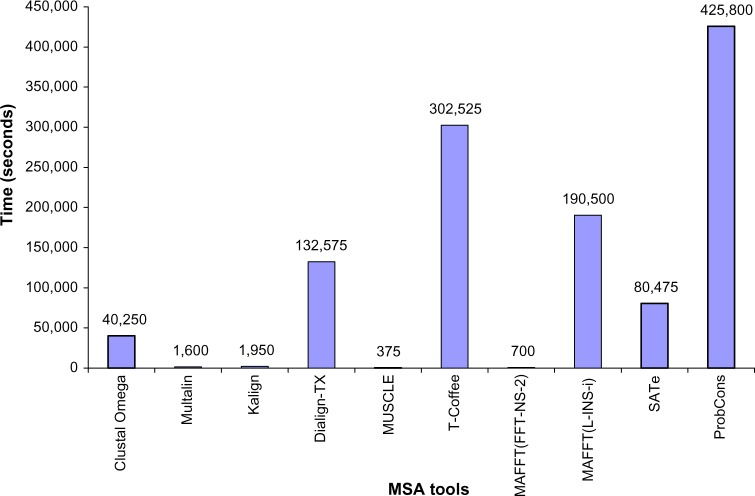 450,000
400,000
350,000
300,000
250,000
200,000
150,000
100,000
50,000
0
Time (seconds)
40,250
1,600
1,950
132,575
375
302,525
700
190,500
80,475
425,800
Clustal Omega
Multalin
Kalign
Dialign-TX
MUSCLE
T-Coffee
MAFFT(FFT-NS-2)
MAFFT(L-INS-i)
SATe
ProbCons
MSA tools